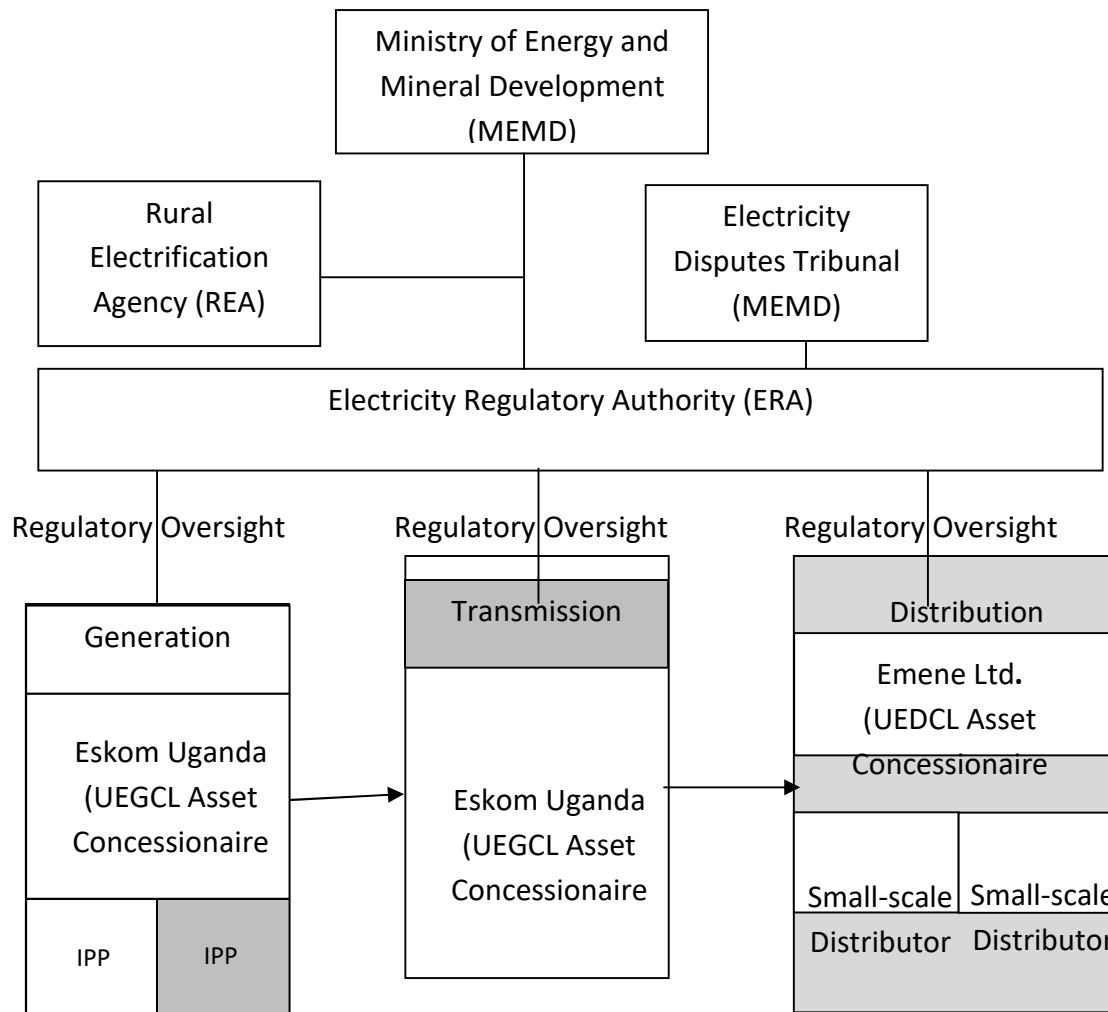 Ministry of Energy and
Mineral Development
(MEMD)
Rural
Electrification
Agency (REA)
Electricity
Disputes Tribunal
(MEMD)
Electricity Regulatory Authority (ERA)
Regulatory Oversight
Regulatory Oversight
Regulatory Oversight
Generation
Eskom Uganda
(UEGCL Asset
Concessionaire
IPP
IPP
Transmission
Eskom Uganda
(UEGCL Asset
Concessionaire
Distribution
Emene Ltd.
(UEDCL Asset
Concessionaire
Small-scale
Distributor
Small-scale
Distributor